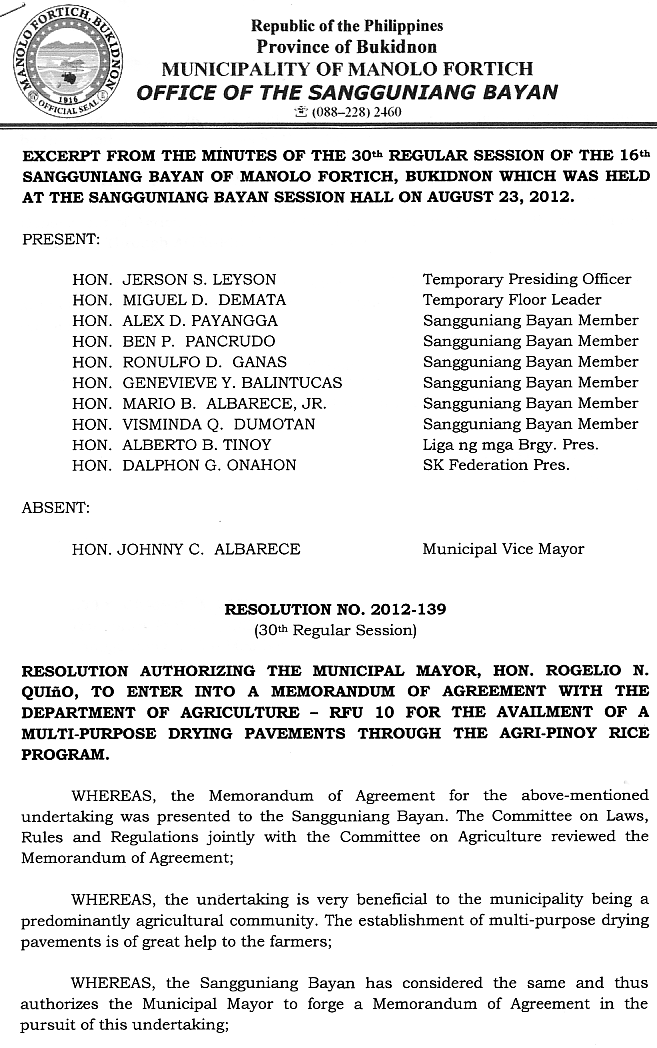 Republic of the Philippines
Province of Bukidnon
MUNICIPALITY OF MANOLO FORTICH
OFFICE OF THE SANGGUNIANG BAYAN
☏ (088–228) 2460
MANOLO FORTICH, BUKIDNON
1916
OFFICIAL SEAL
EXCERPT FROM THE MINUTES OF THE 30th REGULAR SESSION OF THE 16th
SANGGUNIANG BAYAN OF MANOLO FORTICH, BUKIDNON WHICH WAS HELD
AT THE SANGGUNIANG BAYAN SESSION HALL ON AUGUST 23, 2012.
PRESENT:
HON. JERSON S. LEYSON Temporary Presiding Officer
HON. MIGUEL D. DEMATA Temporary Floor Leader
HON. ALEX D. PAYANGGA Sangguniang Bayan Member
HON. BEN P. PANCRUDO Sangguniang Bayan Member
HON. RONULFO D. GANAS Sangguniang Bayan Member
HON. GENEVIEVE Y. BALINTUCAS Sangguniang Bayan Member
HON. MARIO B. ALBARECE, JR. Sangguniang Bayan Member
HON. VISMINDA Q. DUMOTAN Sangguniang Bayan Member
HON. ALBERTO B. TINOY Liga ng mga Brgy. Pres.
HON. DALPHON G. ONAHON SK Federation Pres.
ABSENT:
HON. JOHNNY C. ALBARECE Municipal Vice Mayor
RESOLUTION NO. 2012-139
(30th Regular Session)
RESOLUTION AUTHORIZING THE MUNICIPAL MAYOR, HON. ROGELIO N.
QUIñO, TO ENTER INTO A MEMORANDUM OF AGREEMENT WITH THE
DEPARTMENT OF AGRICULTURE – RFU 10 FOR THE AVAILMENT OF A
MULTI-PURPOSE DRYING PAVEMENTS THROUGH THE AGRI-PINOY RICE
PROGRAM.
WHEREAS, the Memorandum of Agreement for the above-mentioned
undertaking was presented to the Sangguniang Bayan. The Committee on Laws,
Rules and Regulations jointly with the Committee on Agriculture reviewed the
Memorandum of Agreement;
WHEREAS, the undertaking is very beneficial to the municipality being a
predominantly agricultural community. The establishment of multi-purpose drying
pavements is of great help to the farmers;
WHEREAS, the Sangguniang Bayan has considered the same and thus
authorizes the Municipal Mayor to forge a Memorandum of Agreement in the
pursuit of this undertaking;